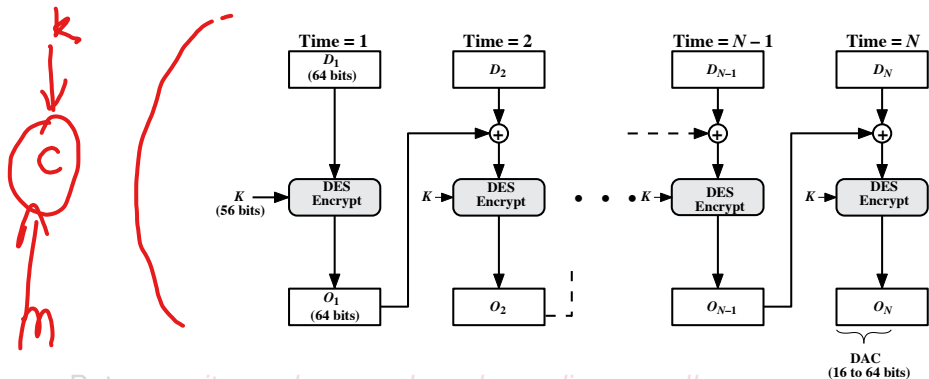 k
C
m
Time = 1
Time = 2
Time = N – 1
Time = N
D1
(64 bits)
D2
DN–1
DN
+
+
+
K
(56 bits)
DES
Encrypt
K
DES
Encrypt
• • •
K
DES
Encrypt
K
DES
Encrypt
O1
(64 bits)
O2
ON–1
ON
DAC
(16 to 64 bits)